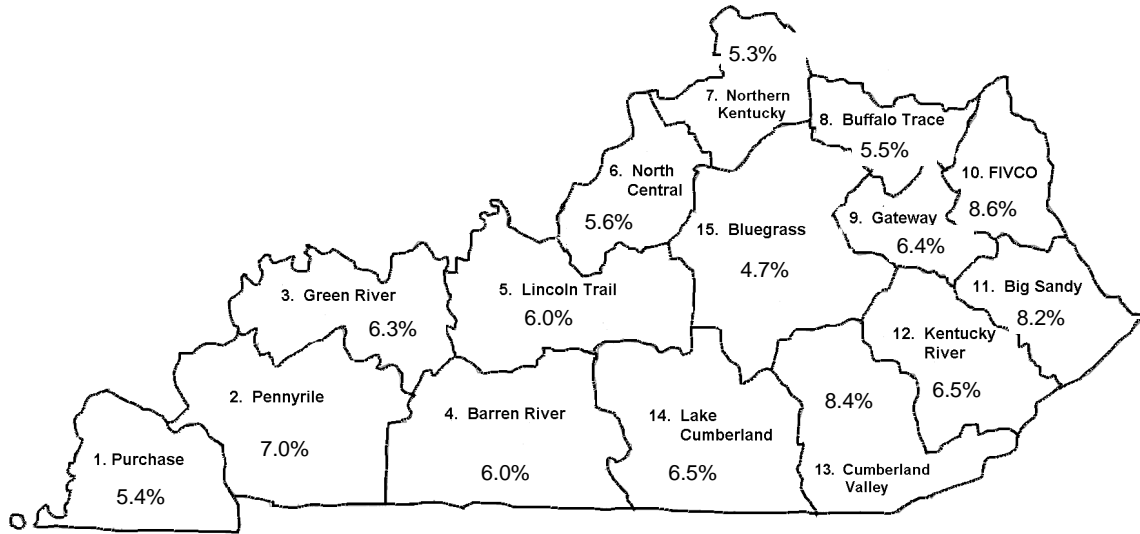 5.3%
7. Northern
Kentucky
8. Buffalo Trace
5.5%
6. North
Central
5.6%
10. FIVCO
8.6%
9. Gateway
6.4%
15. Bluegrass
4.7%
3. Green River
6.3%
5. Lincoln Trail
6.0%
11. Big Sandy
8.2%
12. Kentucky
River
6.5%
2. Pennyrile
7.0%
4. Barren River
6.0%
14. Lake
Cumberland
6.5%
8.4%
13. Cumberland
Valley
1. Purchase
5.4%